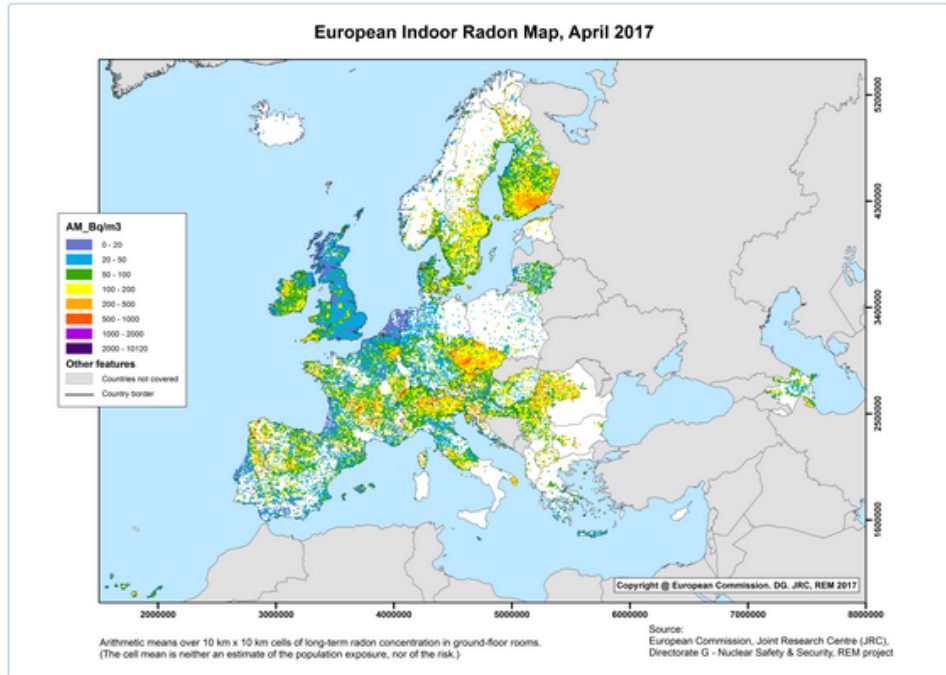 European Indoor Radon Map, April 2017
5200000
4300000
3400000
2500000
1600000
AM_Bq/m3
0 - 20
20 - 50
50 - 100
100 - 200
200 - 500
500 - 1000
1000 - 2000
2000 - 10120
Other features
Countries not covered
Country border
Copyright @ European Commission. DG. JRC, REM 2017
2000000 3000000 4000000 5000000 6000000 7000000 8000000
Arithmetic means over 10 km x 10 km cells of long-term radon concentration in ground-floor rooms.
(The cell mean is neither an estimate of the population exposure, nor of the risk.)
Source:
European Commission, Joint Research Centre (JRC),
Directorate G - Nuclear Safety & Security, REM project